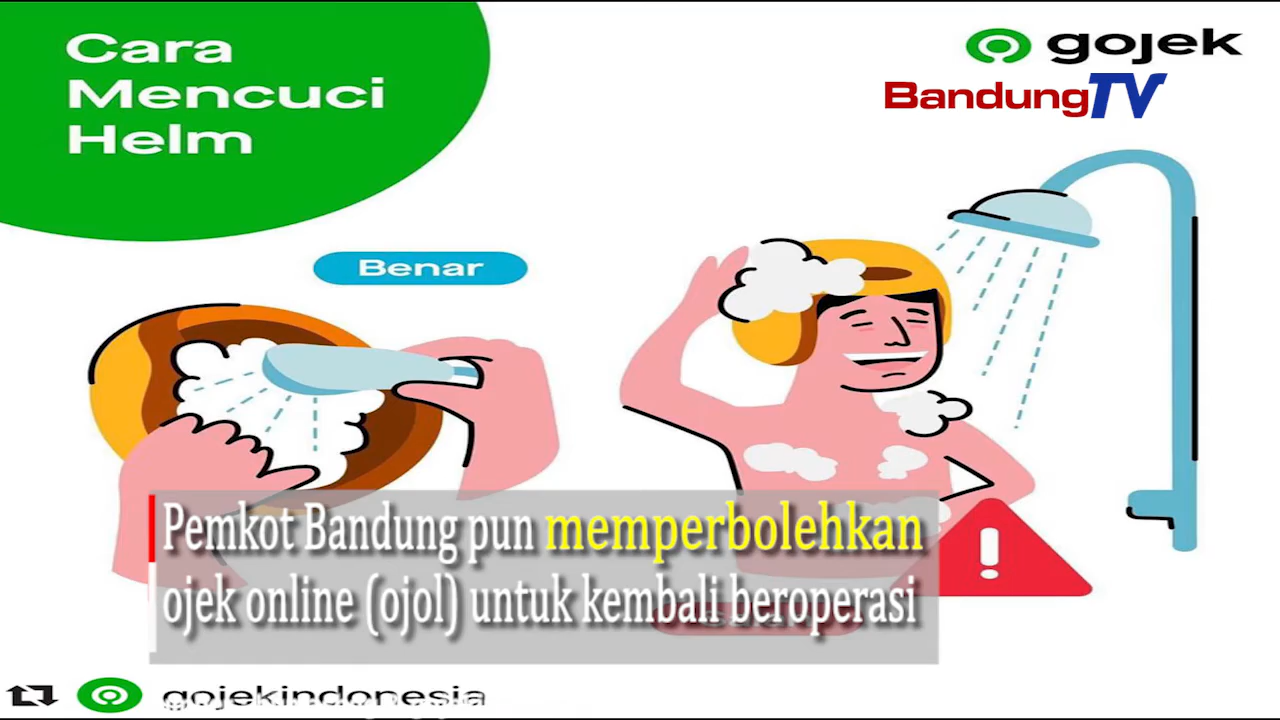 Cara
Mencuci
Helm
gojek
BandungTV
Benar
Pemkot Bandung pun memperbolehkan
ojek online (ojol) untuk kembali beroperasi
gojekindonesia